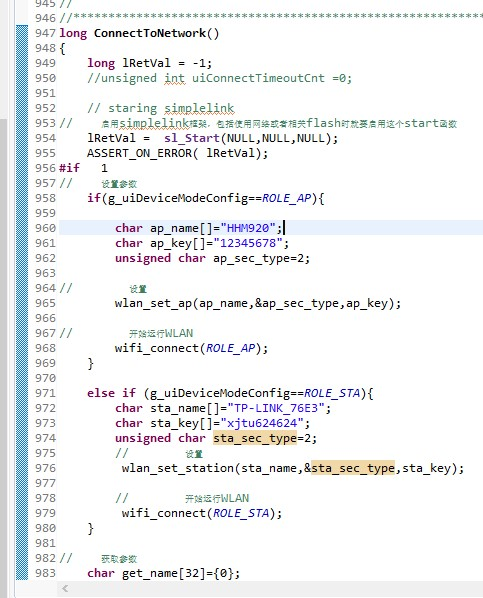 945 //
946 //************************************************************
947 long ConnectToNetwork()
948 {
949     long lRetVal = -1;
950     //unsigned int uiConnectTimeoutCnt =0;
951
952     // staring simplelink
953 //    启用simplelink框架，包括使用网络或者相关flash时就要启用这个start函数
954     lRetVal =  sl_Start(NULL,NULL,NULL);
955     ASSERT_ON_ERROR( lRetVal);
956 #if   1
957 //    设置参数
958     if(g_uiDeviceModeConfig==ROLE_AP){
959
960         char ap_name[]="HHM920";
961         char ap_key[]="12345678";
962         unsigned char ap_sec_type=2;
963
964 //        设置
965         wlan_set_ap(ap_name,&ap_sec_type,ap_key);
966
967 //        开始运行WLAN
968         wifi_connect(ROLE_AP);
969     }
970
971     else if (g_uiDeviceModeConfig==ROLE_STA){
972         char sta_name[]="TP-LINK_76E3";
973         char sta_key[]="xjtu624624";
974         unsigned char sta_sec_type=2;
975         //        设置
976          wlan_set_station(sta_name,&sta_sec_type,sta_key);
977
978         //        开始运行WLAN
979          wifi_connect(ROLE_STA);
980     }
981
982 //    获取参数
983     char get_name[32]={0};